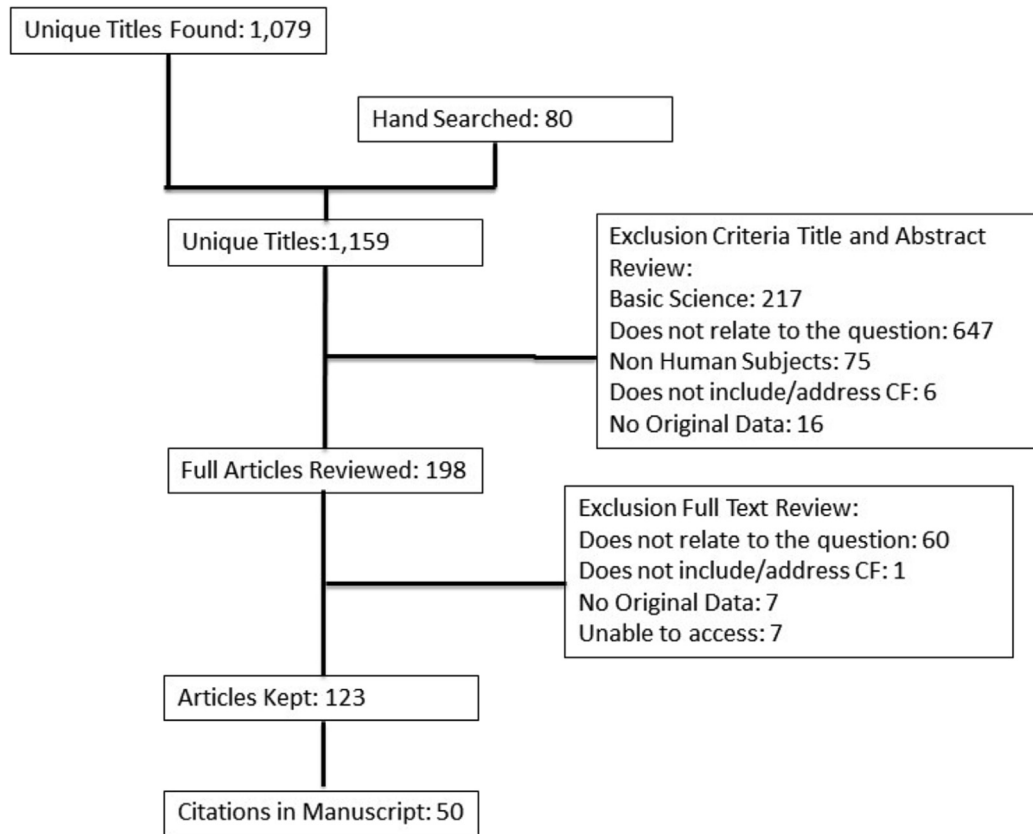 Unique Titles Found: 1,079
Hand Searched: 80
Unique Titles:1,159
Exclusion Criteria Title and Abstract
Review:
Basic Science: 217
Does not relate to the question: 647
Non Human Subjects: 75
Does not include/address CF: 6
No Original Data: 16
Full Articles Reviewed: 198
Exclusion Full Text Review:
Does not relate to the question: 60
Does not include/address CF: 1
No Original Data: 7
Unable to access: 7
Articles Kept: 123
Citations in Manuscript: 50